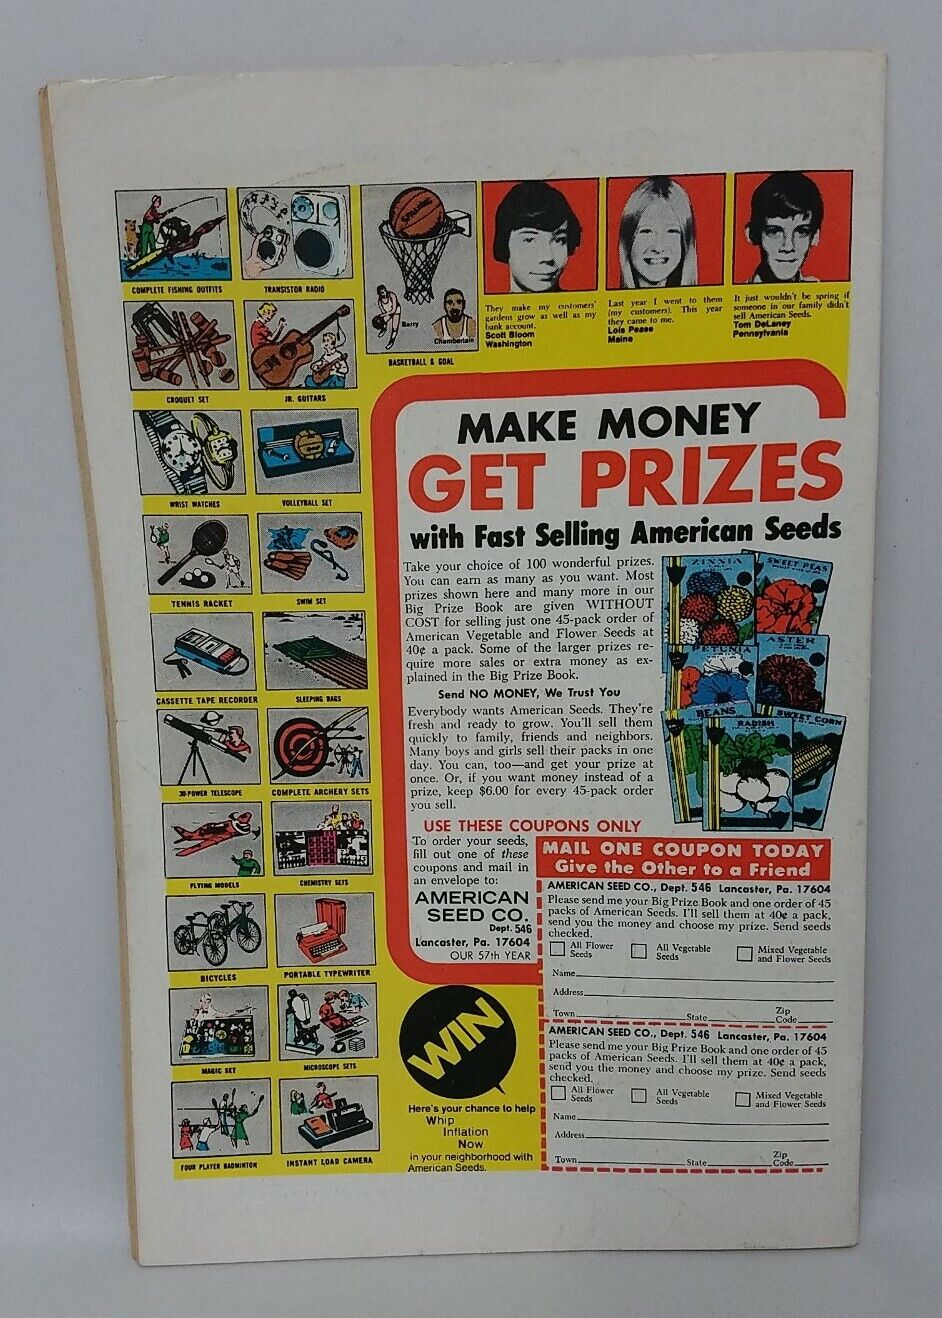 COMPLETE FISHING OUTFITS
TRANSISTOR RADIO
SPALDING
Barry
Chamberlain
BASKETBALL & GOAL
They make my customers'
gardens grow as well as my
bank account.
Scott Bloom
Washington
Last year I went to them
(my customers). This year
they came to me.
Lois Pease
Maine
It just wouldn't be spring if
someone in our family didn't
sell American Seeds.
Tom DeLaney
Pennsylvania
CROQUET SET
JR. GUITARS
WRIST WATCHES
VOLLEYBALL SET
TENNIS RACKET
SWIM SET
CASSETTE TAPE RECORDER
SLEEPING BAGS
30-POWER TELESCOPE
COMPLETE ARCHERY SETS
FLYING MODELS
CHEMISTRY SETS
BICYCLES
PORTABLE TYPEWRITER
MAGIC SET
MICROSCOPE SETS
FOUR PLAYER BADMINTON
INSTANT LOAD CAMERA
MAKE MONEY
GET PRIZES
with Fast Selling American Seeds
Take your choice of 100 wonderful prizes.
You can earn as many as you want. Most
prizes shown here and many more in our
Big Prize Book are given WITHOUT
COST for selling just one 45-pack order of
American Vegetable and Flower Seeds at
40¢ a pack. Some of the larger prizes re-
quire more sales or extra money as ex-
plained in the Big Prize Book.
Send NO MONEY, We Trust You
Everybody wants American Seeds. They're
fresh and ready to grow. You'll sell them
quickly to family, friends and neighbors.
Many boys and girls sell their packs in one
day. You can, too—and get your prize at
once. Or, if you want money instead of a
prize, keep $6.00 for every 45-pack order
you sell.
ZINNIA
SWEET PEAS
PETUNIA
ASTER
BEANS
RADISH
SWEET CORN
USE THESE COUPONS ONLY
To order your seeds,
fill out one of these
coupons and mail in
an envelope to:
AMERICAN
SEED CO.
Dept. 546
Lancaster, Pa. 17604
OUR 57th YEAR
MAIL ONE COUPON TODAY
Give the Other to a Friend
AMERICAN SEED CO., Dept. 546 Lancaster, Pa. 17604
Please send me your Big Prize Book and one order of 45
packs of American Seeds. I'll sell them at 40¢ a pack,
send you the money and choose my prize. Send seeds
checked.
All Flower Seeds
All Vegetable Seeds
Mixed Vegetable and Flower Seeds
Name
Address
Town State Zip Code
AMERICAN SEED CO., Dept. 546 Lancaster, Pa. 17604
Please send me your Big Prize Book and one order of 45
packs of American Seeds. I'll sell them at 40¢ a pack,
send you the money and choose my prize. Send seeds
checked.
All Flower Seeds
All Vegetable Seeds
Mixed Vegetable and Flower Seeds
Name
Address
Town State Zip Code
WIN
Here's your chance to help
Whip
Inflation
Now
in your neighborhood with
American Seeds.